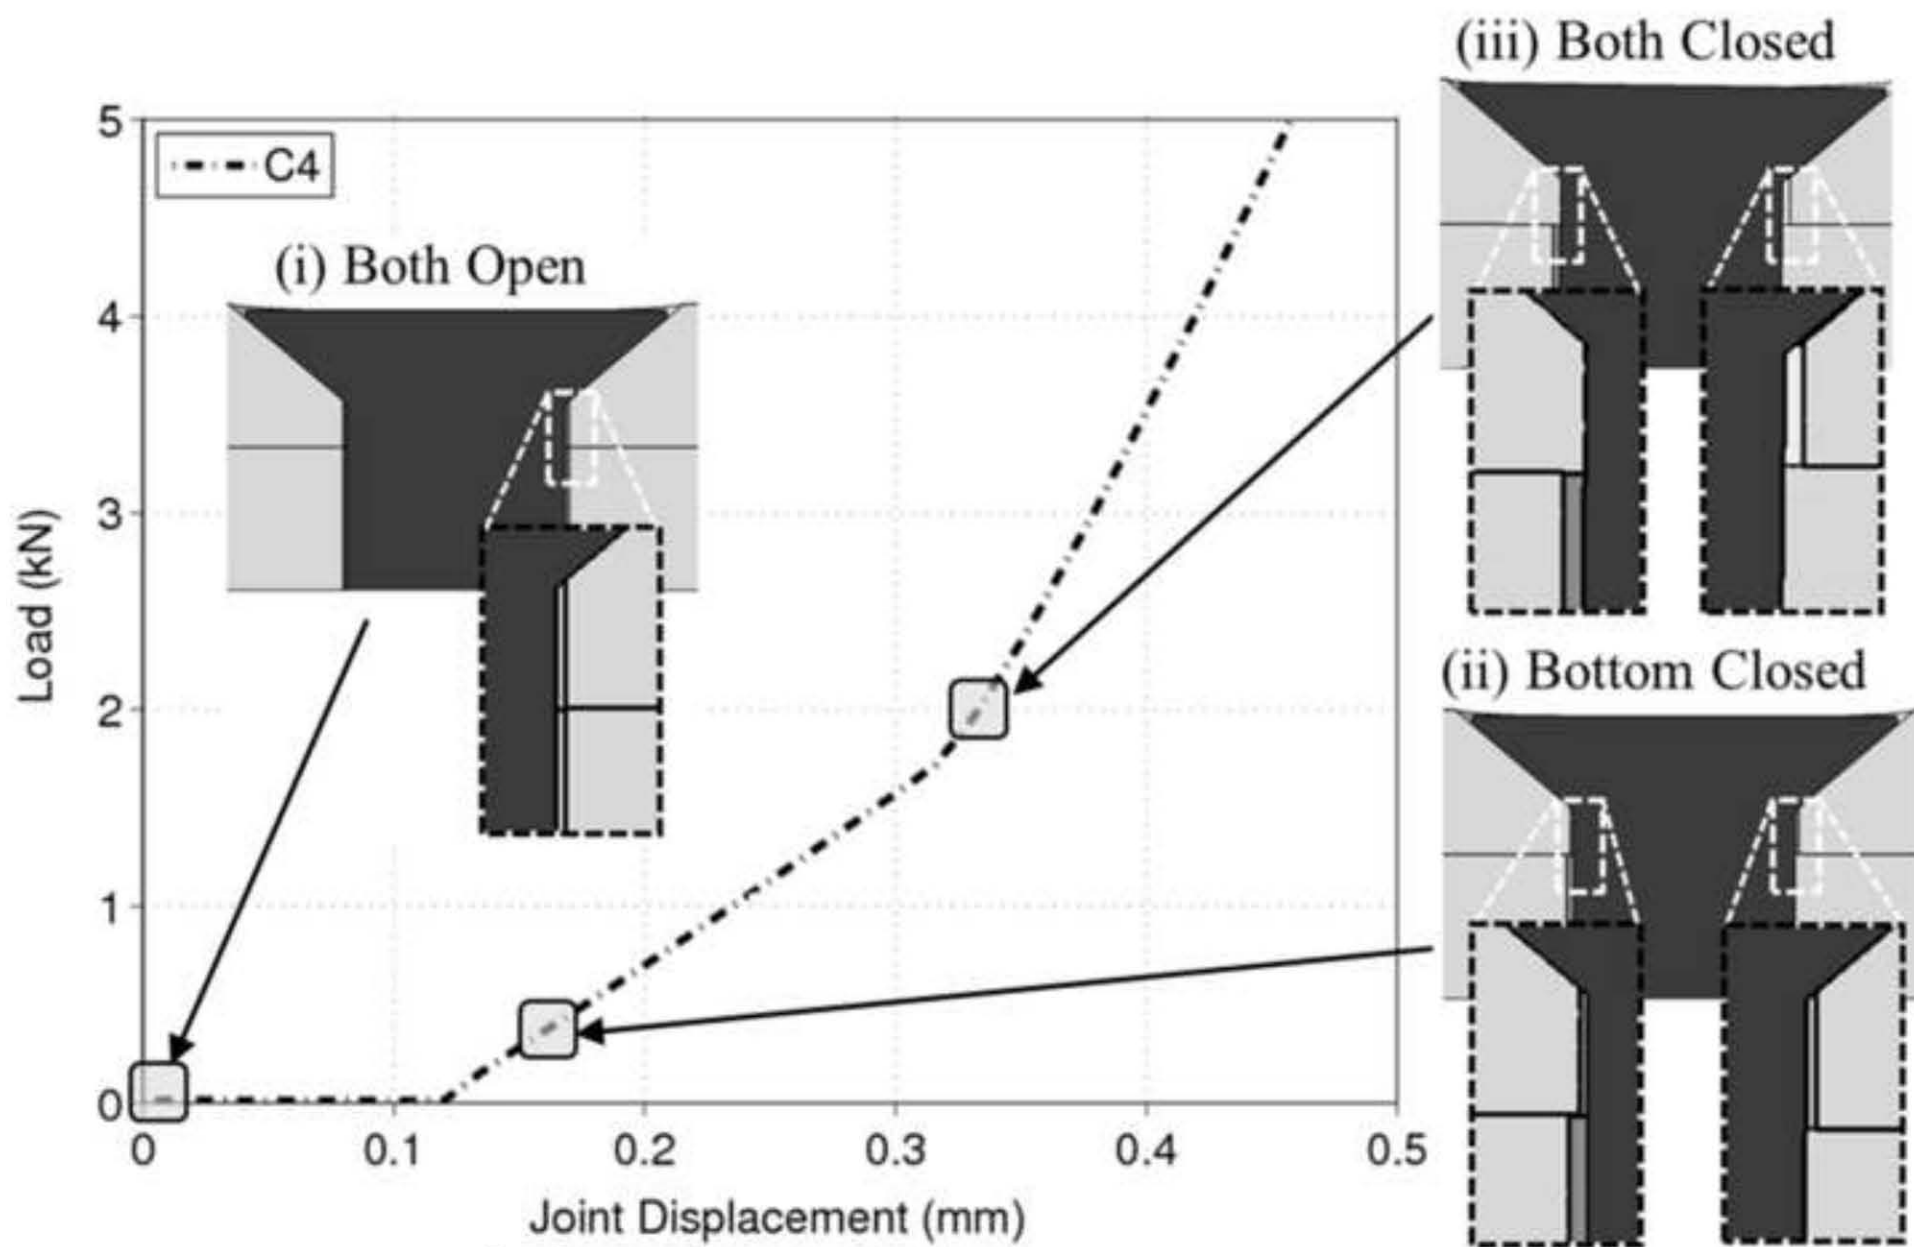 (iii) Both Closed
5
C4
(i) Both Open
4
3
Load (kN)
(ii) Bottom Closed
2
1
0
0
0.1
0.2
0.3
0.4
0.5
Joint Displacement (mm)